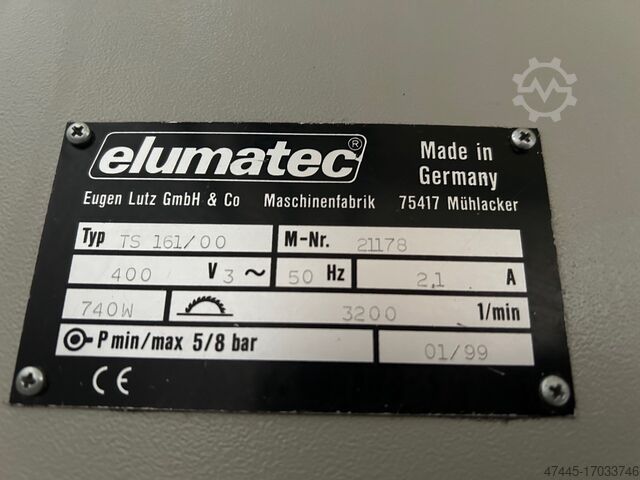 elumatec®
Made in
Germany
Eugen Lutz GmbH & Co Maschinenfabrik 75417 Mühlacker
Typ TS 161/00 M-Nr. 21178
400 V 3 ~ 50 Hz 2,1 A
740W 3200 1/min
P min/max 5/8 bar 01/99
CE
47445-17033746